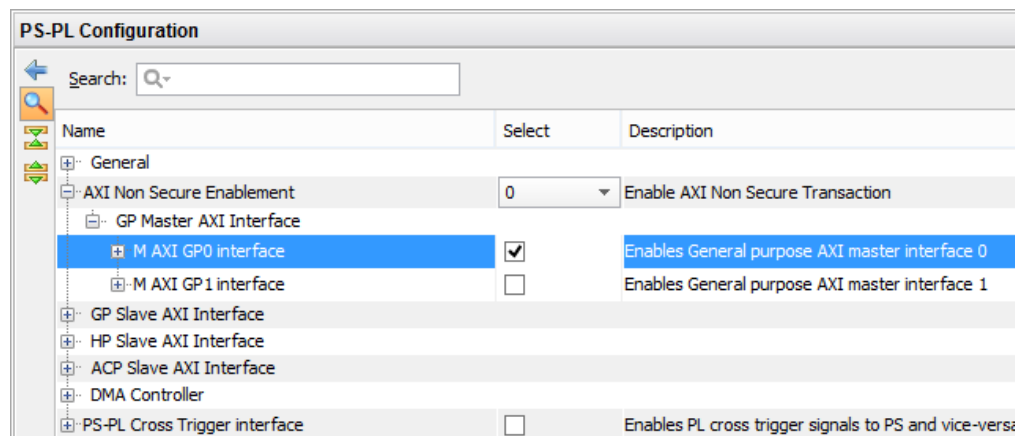 PS-PL Configuration
Search:
Name Select Description
General
AXI Non Secure Enablement 0 Enable AXI Non Secure Transaction
GP Master AXI Interface
M AXI GP0 interface Enables General purpose AXI master interface 0
M AXI GP1 interface Enables General purpose AXI master interface 1
GP Slave AXI Interface
HP Slave AXI Interface
ACP Slave AXI Interface
DMA Controller
PS-PL Cross Trigger interface Enables PL cross trigger signals to PS and vice-versa